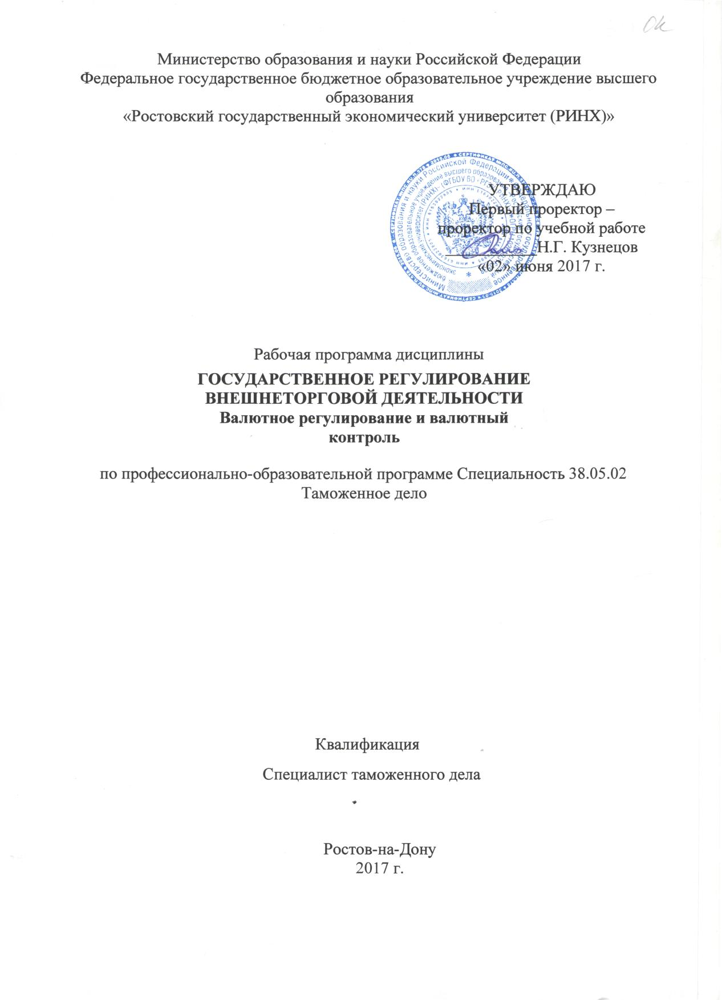 Ok
Министерство образования и науки Российской Федерации
Федеральное государственное бюджетное образовательное учреждение высшего
образования
«Ростовский государственный экономический университет (РИНХ)»
УТВЕРЖДАЮ
Первый проректор –
проректор по учебной работе
Н.Г. Кузнецов
«02» июня 2017 г.
Рабочая программа дисциплины
ГОСУДАРСТВЕННОЕ РЕГУЛИРОВАНИЕ
ВНЕШНЕТОРГОВОЙ ДЕЯТЕЛЬНОСТИ
Валютное регулирование и валютный
контроль
по профессионально-образовательной программе Специальность 38.05.02
Таможенное дело
Квалификация
Специалист таможенного дела
Ростов-на-Дону
2017 г.